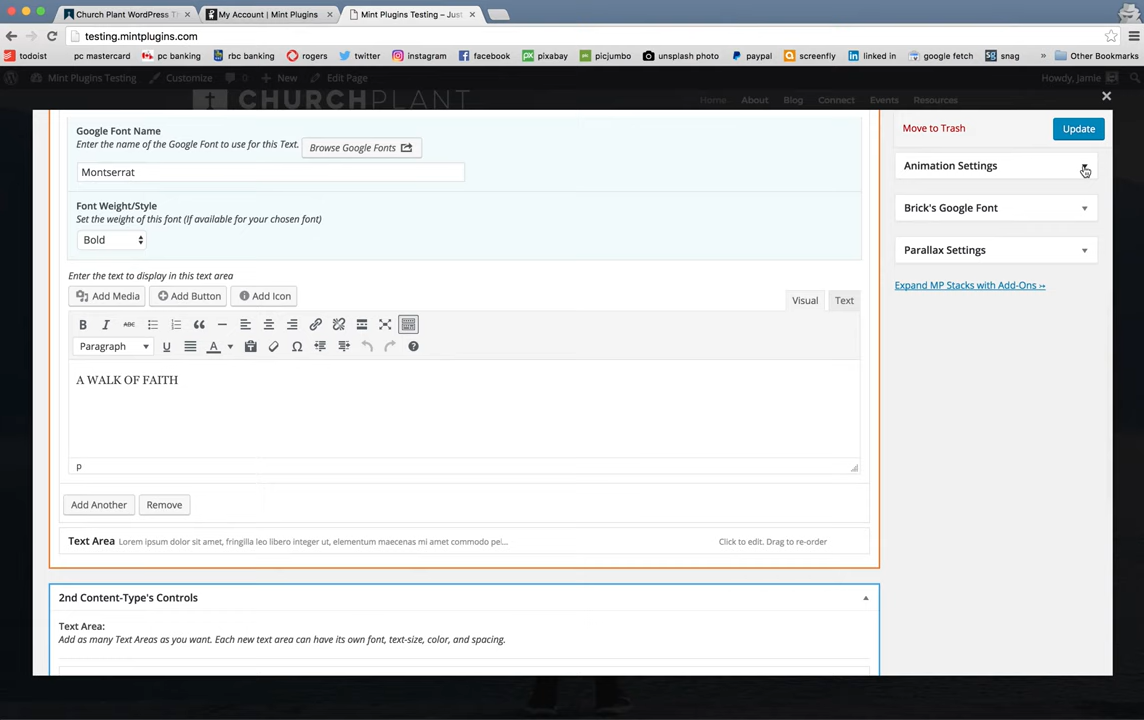 Church Plant WordPress T
My Account | Mint Plugins
Mint Plugins Testing – Jus
testing.mintplugins.com
todoist
pc mastercard
pc banking
rbc banking
rogers
twitter
instagram
facebook
pixabay
picjumbo
unsplash photo
paypal
screenfly
linked in
google fetch
snag
»
Other Bookmarks
Mint Plugins Testing
Customize
0
New
Edit Page
Howdy, Jamie
CHURCHPLANT
Home
About
Blog
Connect
Events
Resources
Google Font Name
Enter the name of the Google Font to use for this Text.
Browse Google Fonts
Montserrat
Font Weight/Style
Set the weight of this font (If available for your chosen font)
Bold
Enter the text to display in this text area
Add Media
Add Button
Add Icon
Visual
Text
B I ABC
Paragraph
U A
A WALK OF FAITH
p
Add Another
Remove
Text Area Lorem ipsum dolor sit amet, fringilla leo libero integer ut, elementum maecenas mi amet commodo pe...
Click to edit. Drag to re-order
2nd Content-Type's Controls
Text Area:
Add as many Text Areas as you want. Each new text area can have its own font, text-size, color, and spacing.
Move to Trash
Update
Animation Settings
Brick's Google Font
Parallax Settings
Expand MP Stacks with Add-Ons